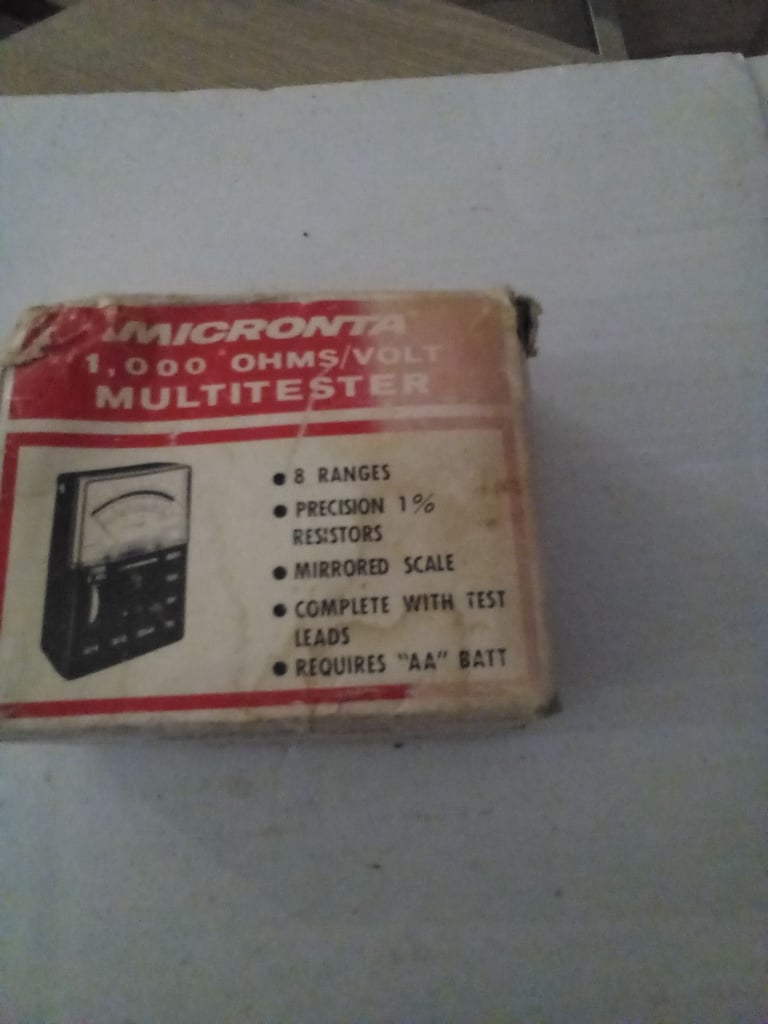 MICRONTA
1,000 OHMS/VOLT
MULTITESTER
• 8 RANGES
• PRECISION 1%
RESISTORS
• MIRRORED SCALE
• COMPLETE WITH TEST
LEADS
• REQUIRES "AA" BATT